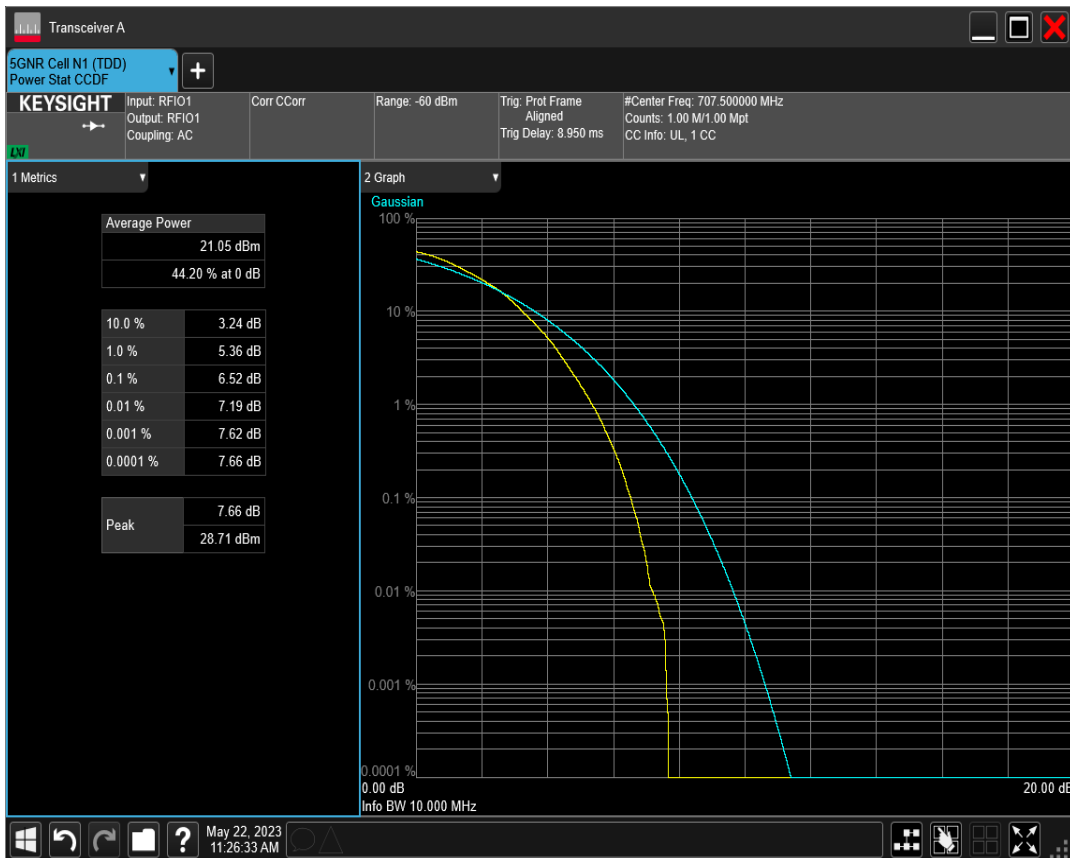 Transceiver A
5GNR Cell N1 (TDD)
Power Stat CCDF
KEYSIGHT
LXI
Input: RFIO1
Output: RFIO1
Coupling: AC
Corr CCorr
Range: -60 dBm
Trig: Prot Frame
Aligned
Trig Delay: 8.950 ms
#Center Freq: 707.500000 MHz
Counts: 1.00 M/1.00 Mpt
CC Info: UL, 1 CC
1 Metrics
Average Power
21.05 dBm
44.20 % at 0 dB
10.0 % 3.24 dB
1.0 % 5.36 dB
0.1 % 6.52 dB
0.01 % 7.19 dB
0.001 % 7.62 dB
0.0001 % 7.66 dB
Peak
7.66 dB
28.71 dBm
2 Graph
Gaussian
100 %
10 %
1 %
0.1 %
0.01 %
0.001 %
0.0001 %
0.00 dB 20.00 dB
Info BW 10.000 MHz
?
May 22, 2023
11:26:33 AM